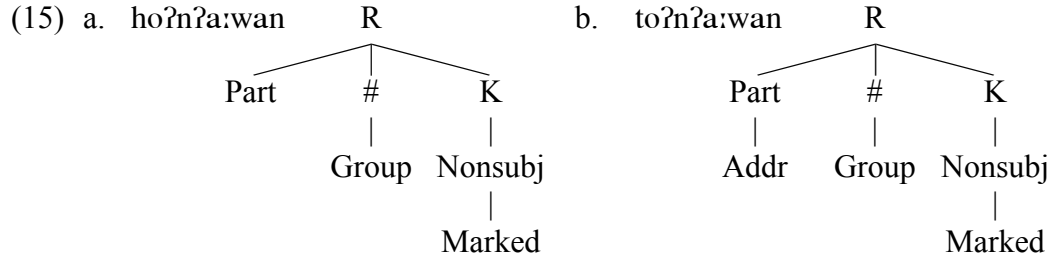 (15) a. hoʔnʔaːwan R b. toʔnʔaːwan R
Part # K Part # K
Group Nonsubj Addr Group Nonsubj
Marked Marked